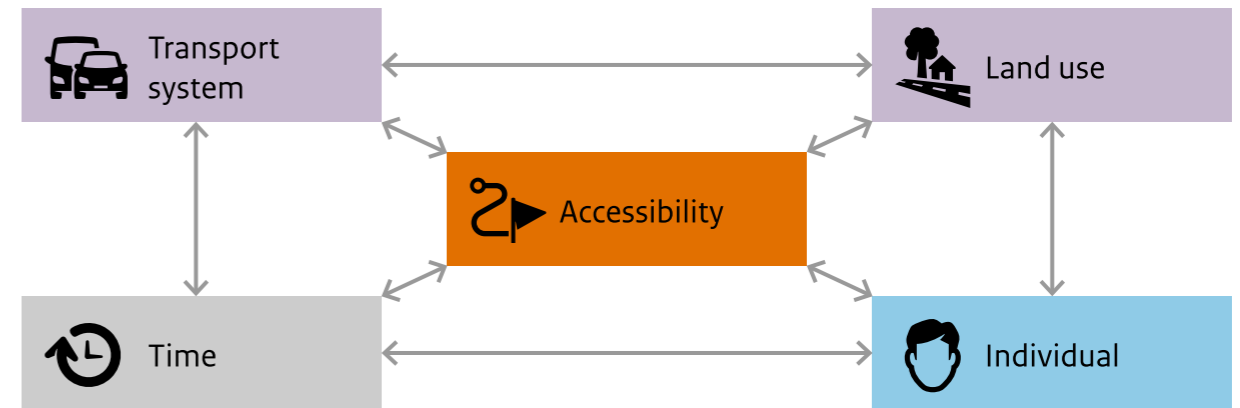 Transport
system
Land use
Accessibility
Time
Individual